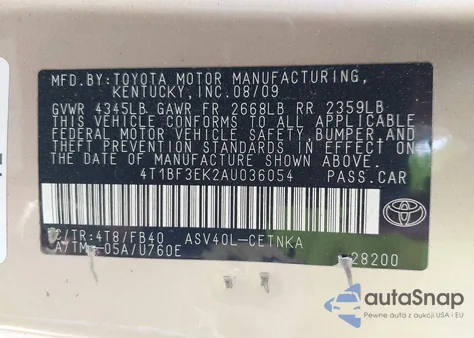 MFD.BY:TOYOTA MOTOR MANUFACTURING,
KENTUCKY,INC.08/09
GVWR 4345LB GAWR FR 2668LB RR 2359LB
THIS VEHICLE CONFORMS TO ALL APPLICABLE
FEDERAL MOTOR VEHICLE SAFETY,BUMPER,AND
THEFT PREVENTION STANDARDS IN EFFECT ON
THE DATE OF MANUFACTURE SHOWN ABOVE.
4T1BF3EK2AU036054 PASS.CAR
C/TR:4T8/FB40 ASV40L-CETNKA
A/TM:-05A/U760E
28200
TOYOTA
autoSnap
Pewne auta z aukcji USA i EU